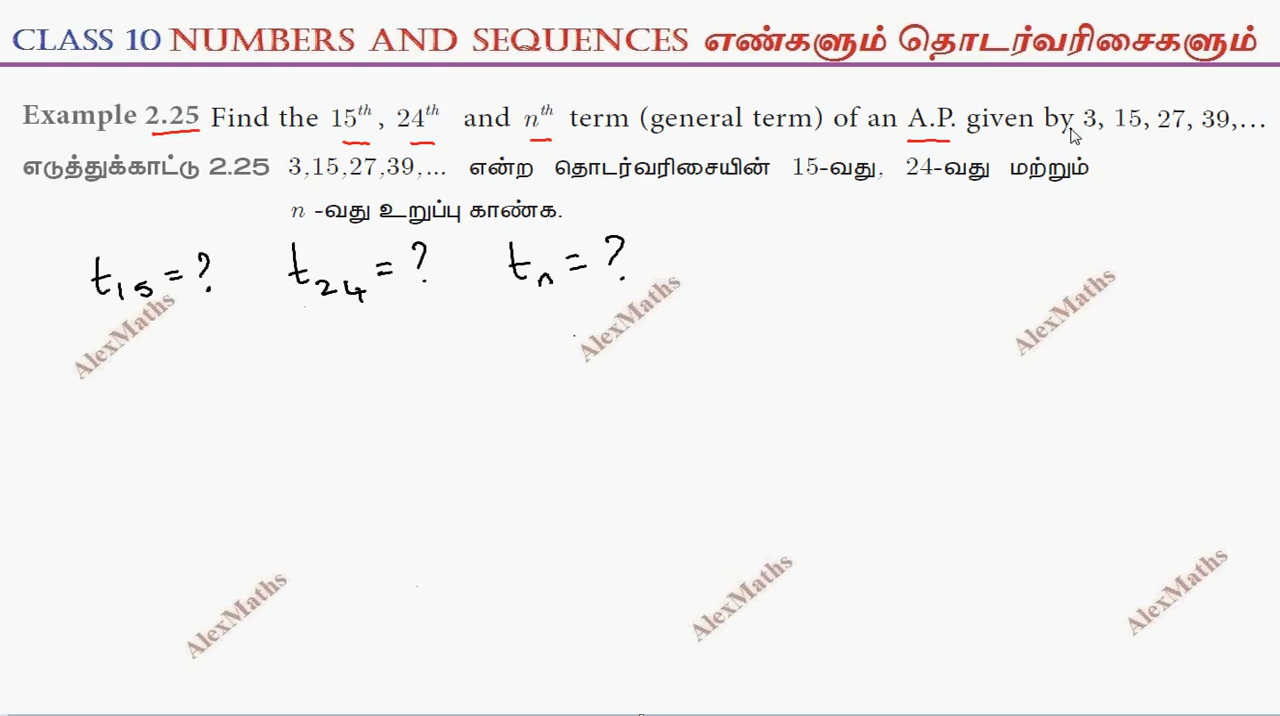 CLASS 10 NUMBERS AND SEQUENCES எண்களும் தொடர்வரிசைகளும்
Example 2.25 Find the 15th, 24th and nth term (general term) of an A.P. given by 3, 15, 27, 39,…
எடுத்துக்காட்டு 2.25 3,15,27,39,... என்ற தொடர்வரிசையின் 15-வது, 24-வது மற்றும்
n -வது உறுப்பு காண்க.
t15 = ? t24 = ? tn = ?
AlexMaths AlexMaths AlexMaths
AlexMaths AlexMaths AlexMaths